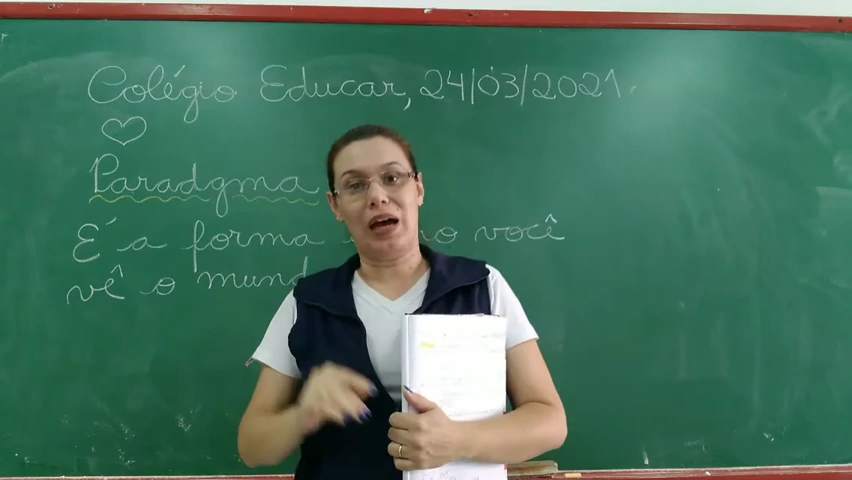 Colégio Educar, 24/03/2021.
Paradgma
É a forma você
vê o